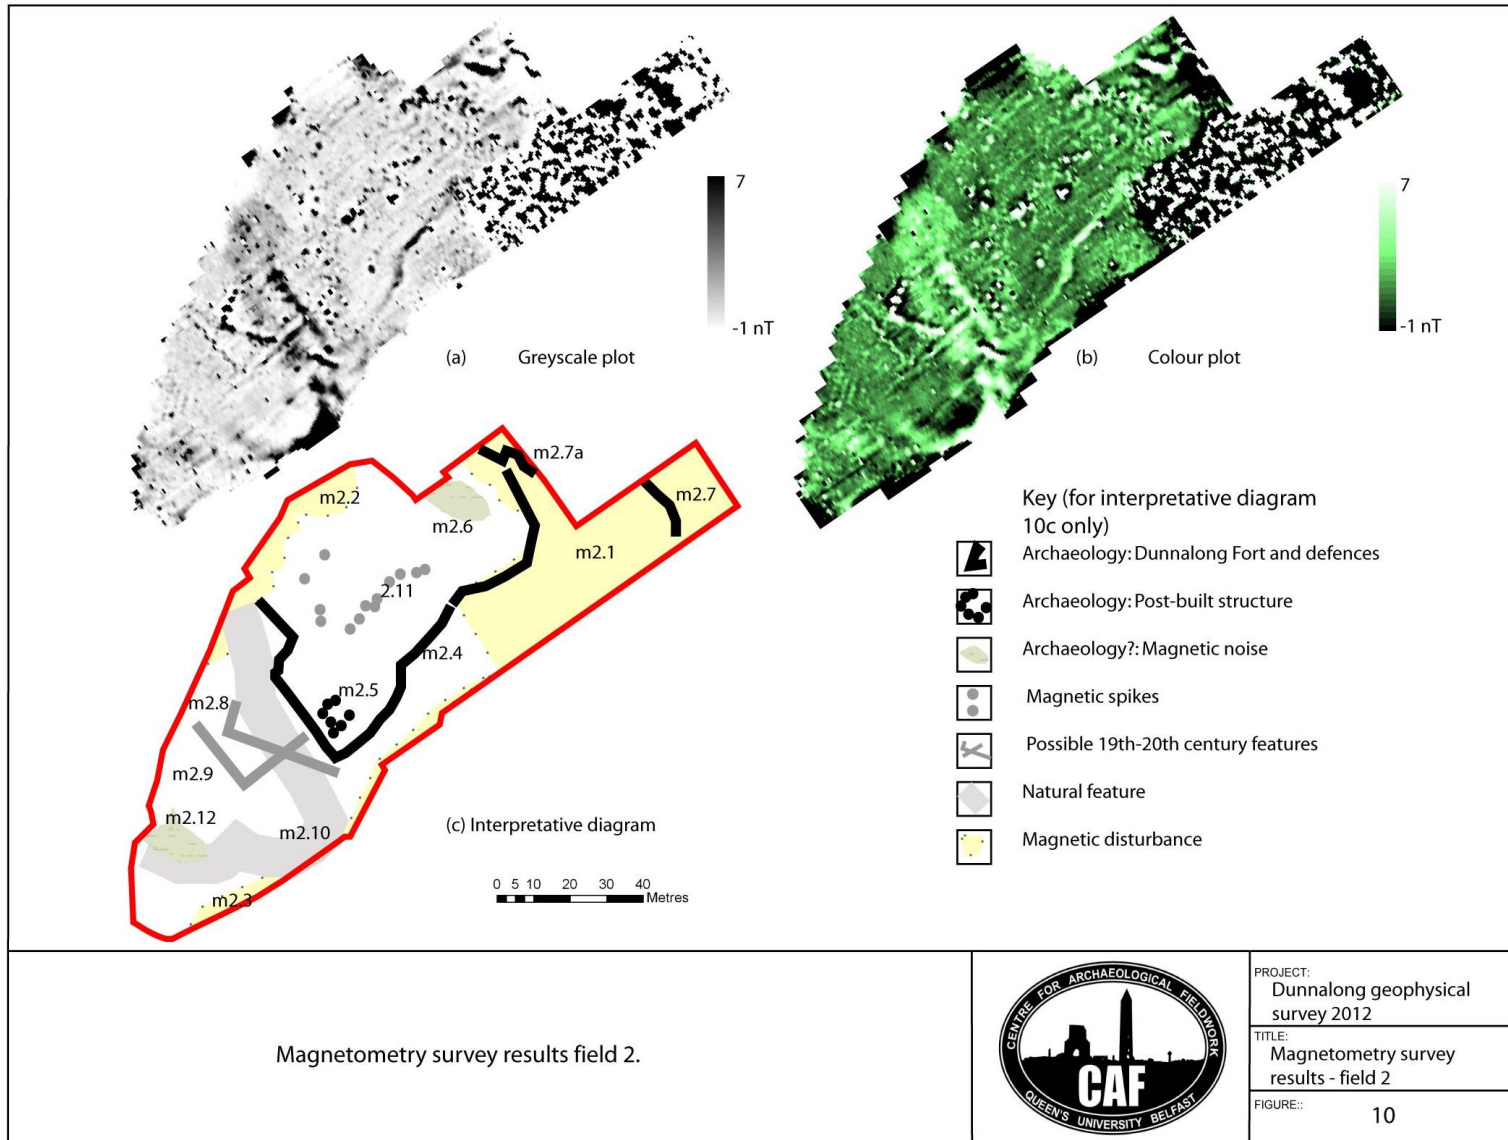 7
-1 nT
(a) Greyscale plot
7
-1 nT
(b) Colour plot
m2.7a
m2.2
m2.7
m2.6
m2.1
2.11
m2.4
m2.5
m2.8
m2.9
m2.12
m2.10
m2.3
(c) Interpretative diagram
0 5 10 20 30 40
Metres
Key (for interpretative diagram
10c only)
Archaeology: Dunnalong Fort and defences
Archaeology: Post-built structure
Archaeology?: Magnetic noise
Magnetic spikes
Possible 19th-20th century features
Natural feature
Magnetic disturbance
Magnetometry survey results field 2.
CENTRE FOR ARCHAEOLOGICAL FIELDWORK
CAF
QUEEN'S UNIVERSITY BELFAST
PROJECT:
Dunnalong geophysical
survey 2012
TITLE:
Magnetometry survey
results - field 2
FIGURE::
10